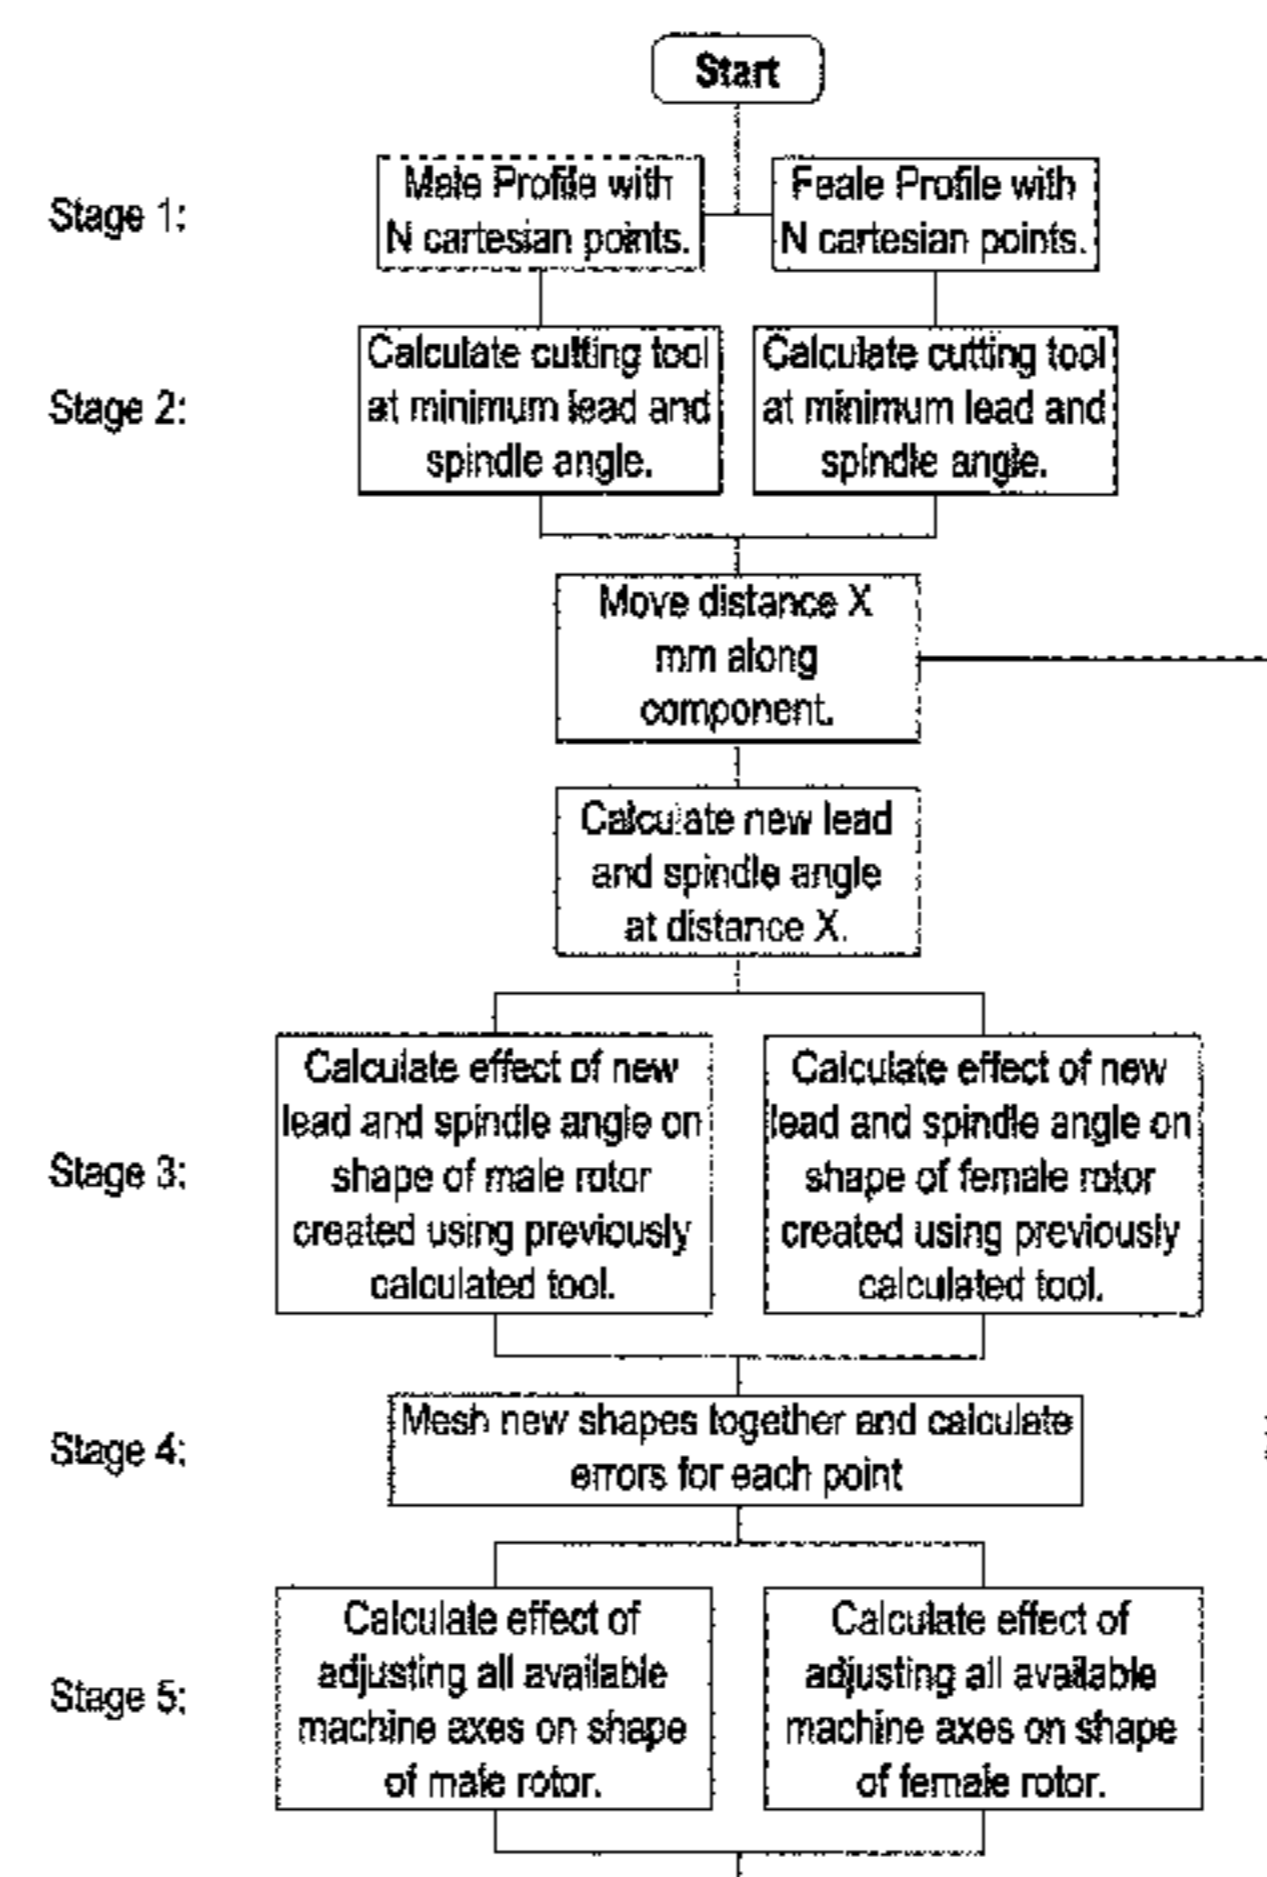 Start
Stage 1:
Male Profile with
N cartesian points.
Feale Profile with
N cartesian points.
Stage 2:
Calculate cutting tool
at minimum lead and
spindle angle.
Calculate cutting tool
at minimum lead and
spindle angle.
Move distance X
mm along
component.
Calculate new lead
and spindle angle
at distance X.
Stage 3:
Calculate effect of new
lead and spindle angle on
shape of male rotor
created using previously
calculated tool.
Calculate effect of new
lead and spindle angle on
shape of female rotor
created using previously
calculated tool.
Stage 4:
Mesh new shapes together and calculate
errors for each point
Stage 5:
Calculate effect of
adjusting all available
machine axes on shape
of male rotor.
Calculate effect of
adjusting all available
machine axes on shape
of female rotor.